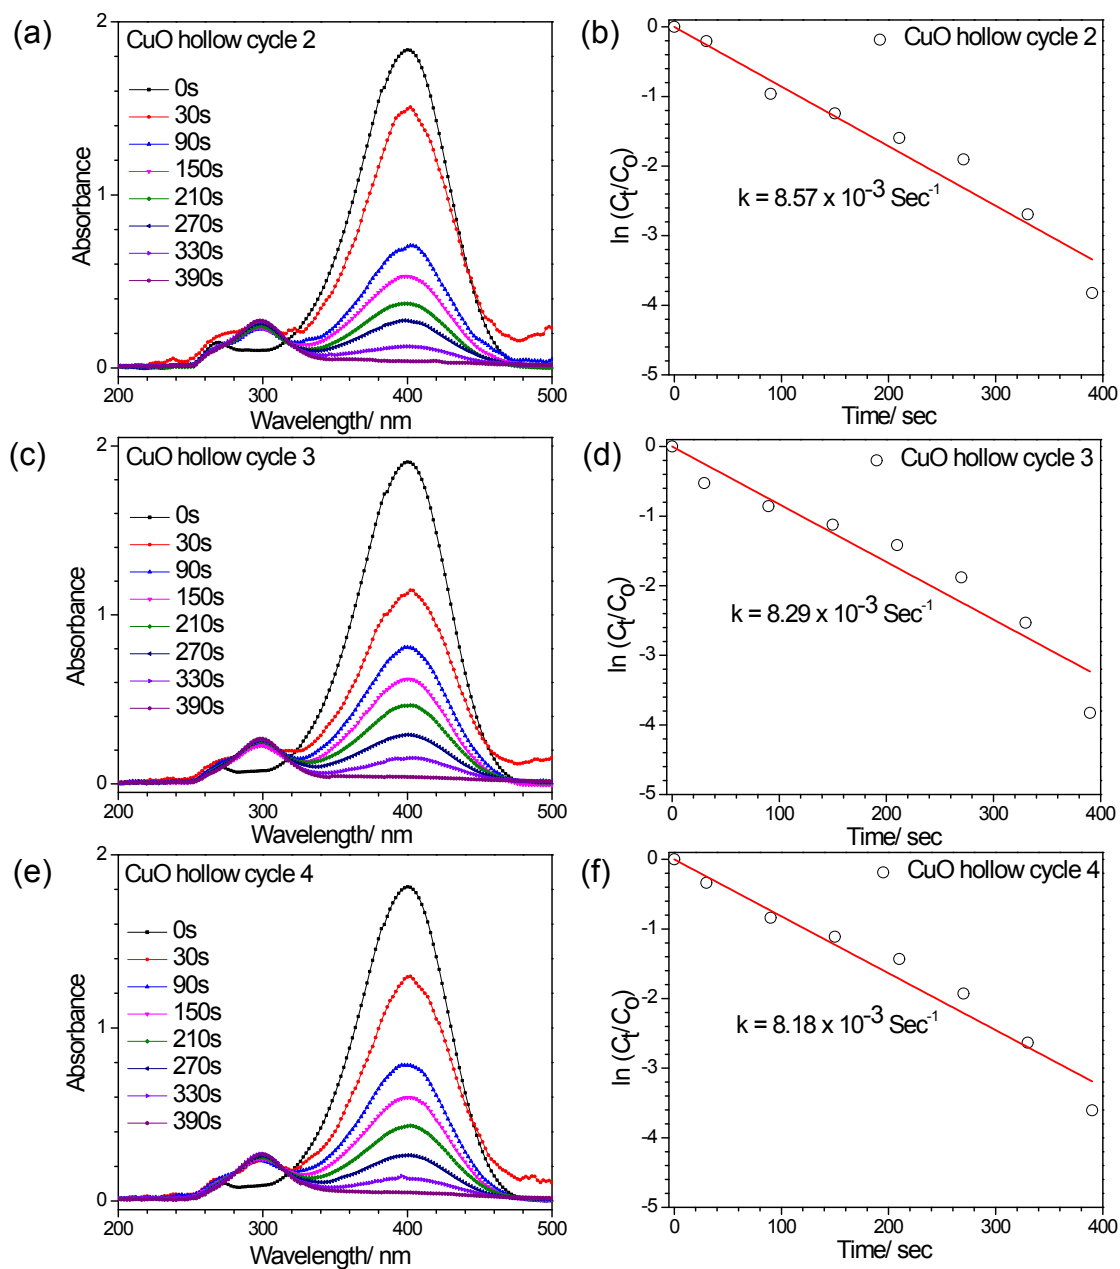 (a)
CuO hollow cycle 2
0s
30s
90s
150s
210s
270s
330s
390s
Absorbance
2
1
0
200 300 400 500
Wavelength/ nm
(b)
CuO hollow cycle 2
k = 8.57 x 10⁻³ Sec⁻¹
ln (Ct/Co)
0
-1
-2
-3
-4
-5
0 100 200 300 400
Time/ sec
(c)
CuO hollow cycle 3
0s
30s
90s
150s
210s
270s
330s
390s
Absorbance
2
1
0
200 300 400 500
Wavelength/ nm
(d)
CuO hollow cycle 3
k = 8.29 x 10⁻³ Sec⁻¹
ln (Ct/Co)
0
-1
-2
-3
-4
-5
0 100 200 300 400
Time/ sec
(e)
CuO hollow cycle 4
0s
30s
90s
150s
210s
270s
330s
390s
Absorbance
2
1
0
200 300 400 500
Wavelength/ nm
(f)
CuO hollow cycle 4
k = 8.18 x 10⁻³ Sec⁻¹
ln (Ct/Co)
0
-1
-2
-3
-4
-5
0 100 200 300 400
Time/ sec